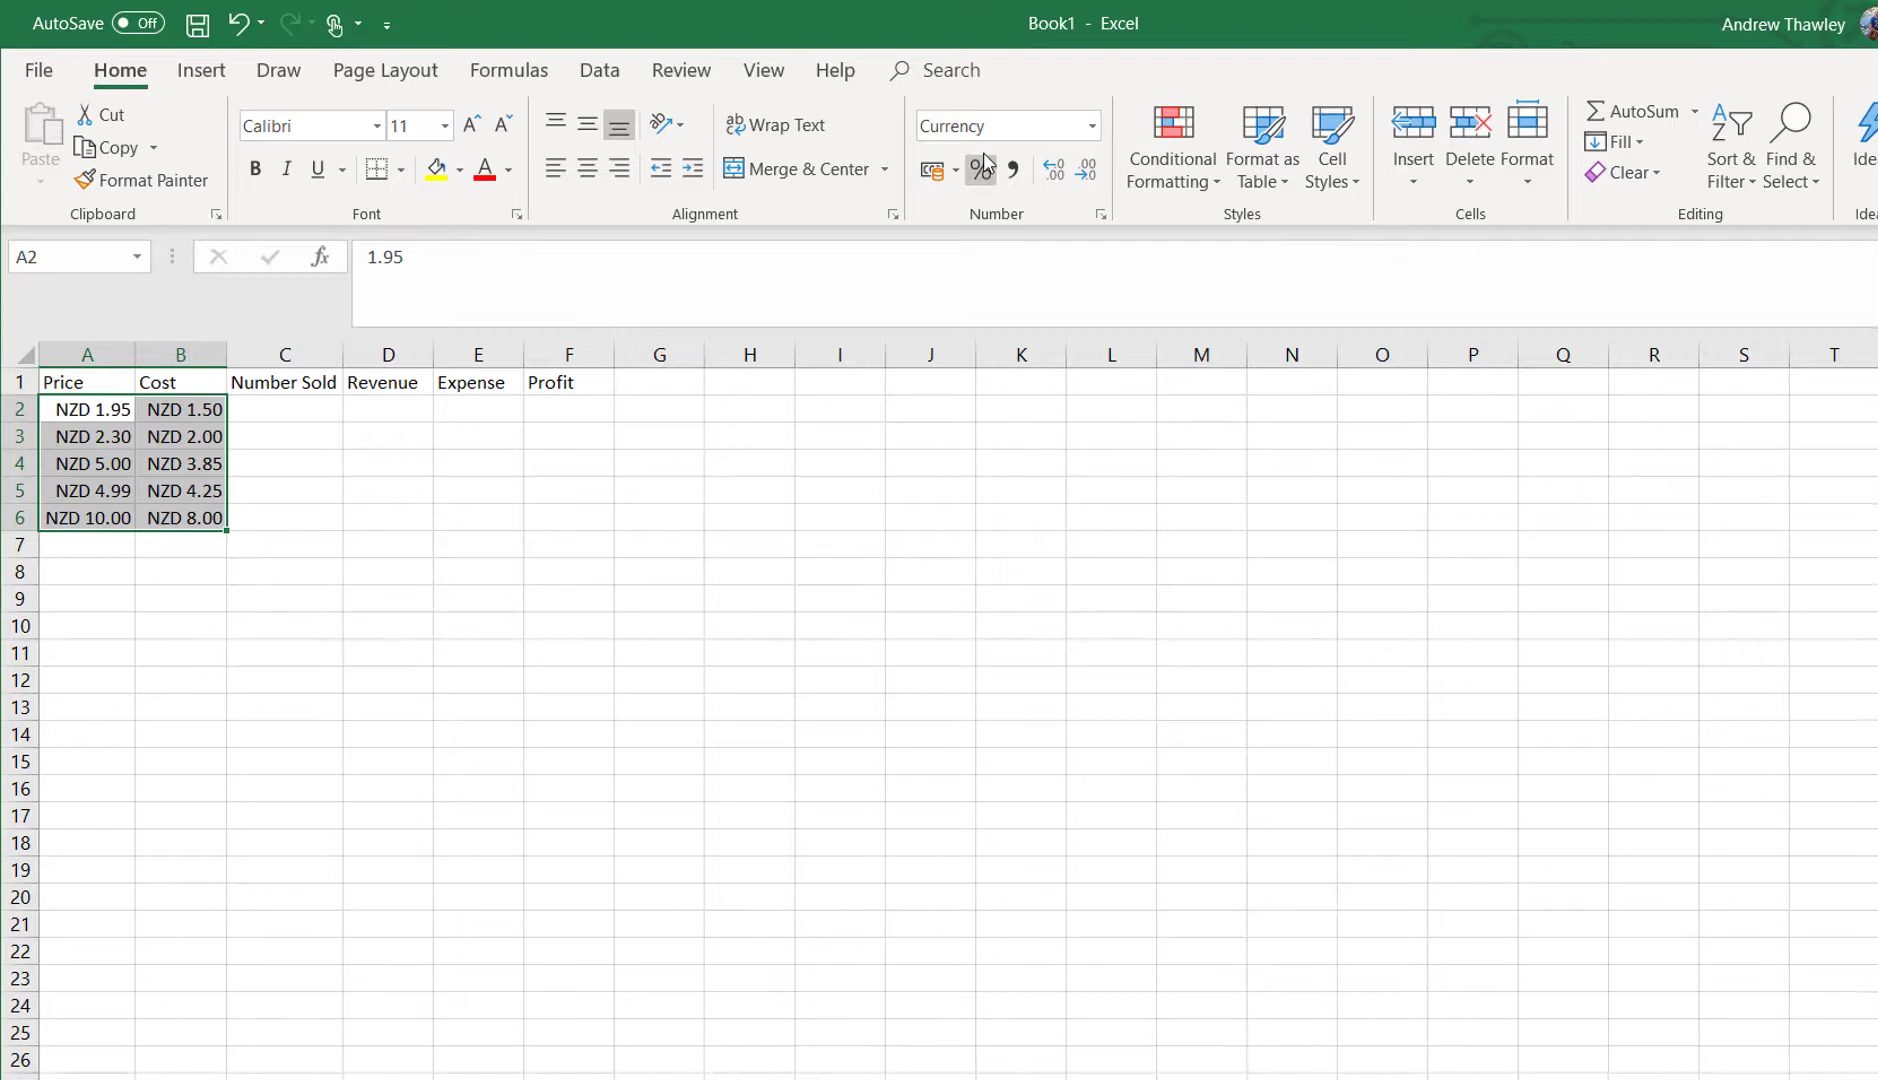 AutoSave Off Book1 - Excel Andrew Thawley
File Home Insert Draw Page Layout Formulas Data Review View Help Search
Paste
Cut
Copy
Format Painter
Clipboard
Calibri 11 A A
B I U A
Font
ab Wrap Text
Merge & Center
Alignment
Currency
% , .00 .00
Number
Conditional Formatting
Format as Table
Cell Styles
Styles
Insert Delete Format
Cells
AutoSum
Fill
Clear
Sort & Filter
Find & Select
Editing
A2 fx 1.95
A B C D E F G H I J K L M N O P Q R S T
1 Price Cost Number Sold Revenue Expense Profit
2 NZD 1.95 NZD 1.50
3 NZD 2.30 NZD 2.00
4 NZD 5.00 NZD 3.85
5 NZD 4.99 NZD 4.25
6 NZD 10.00 NZD 8.00
7
8
9
10
11
12
13
14
15
16
17
18
19
20
21
22
23
24
25
26